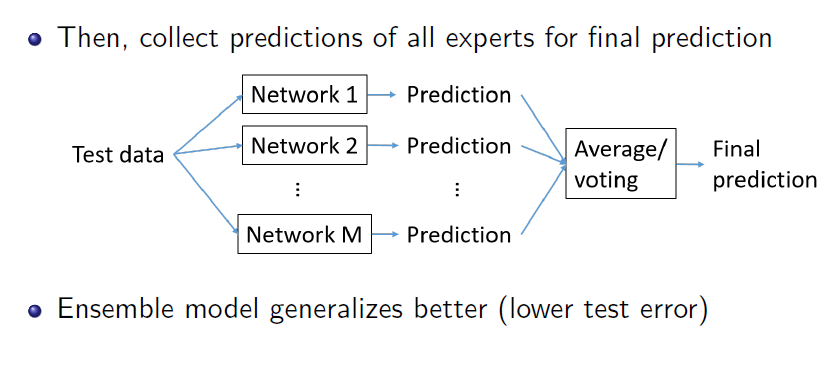 Then, collect predictions of all experts for final prediction
Test data
Network 1
Prediction
Network 2
Prediction
⋮
⋮
Network M
Prediction
Average/
voting
Final
prediction
Ensemble model generalizes better (lower test error)